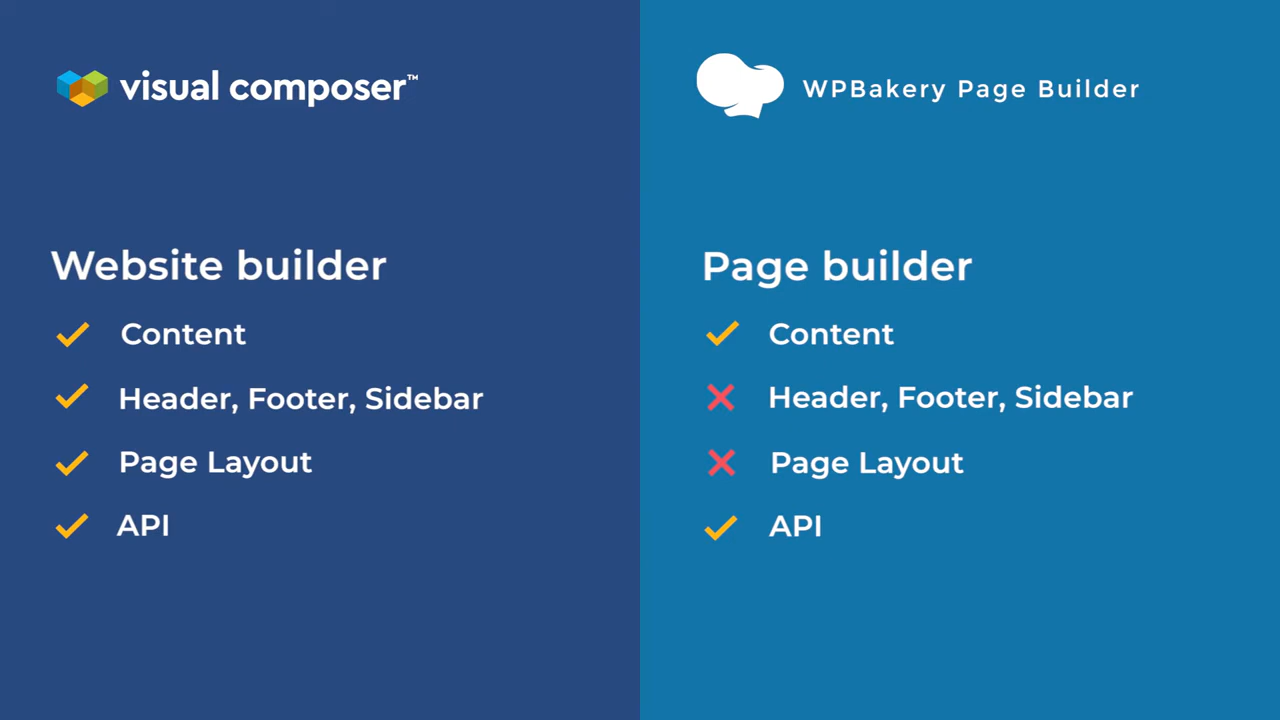 visual composer™
Website builder
Content
Header, Footer, Sidebar
Page Layout
API
WPBakery Page Builder
Page builder
Content
Header, Footer, Sidebar
Page Layout
API